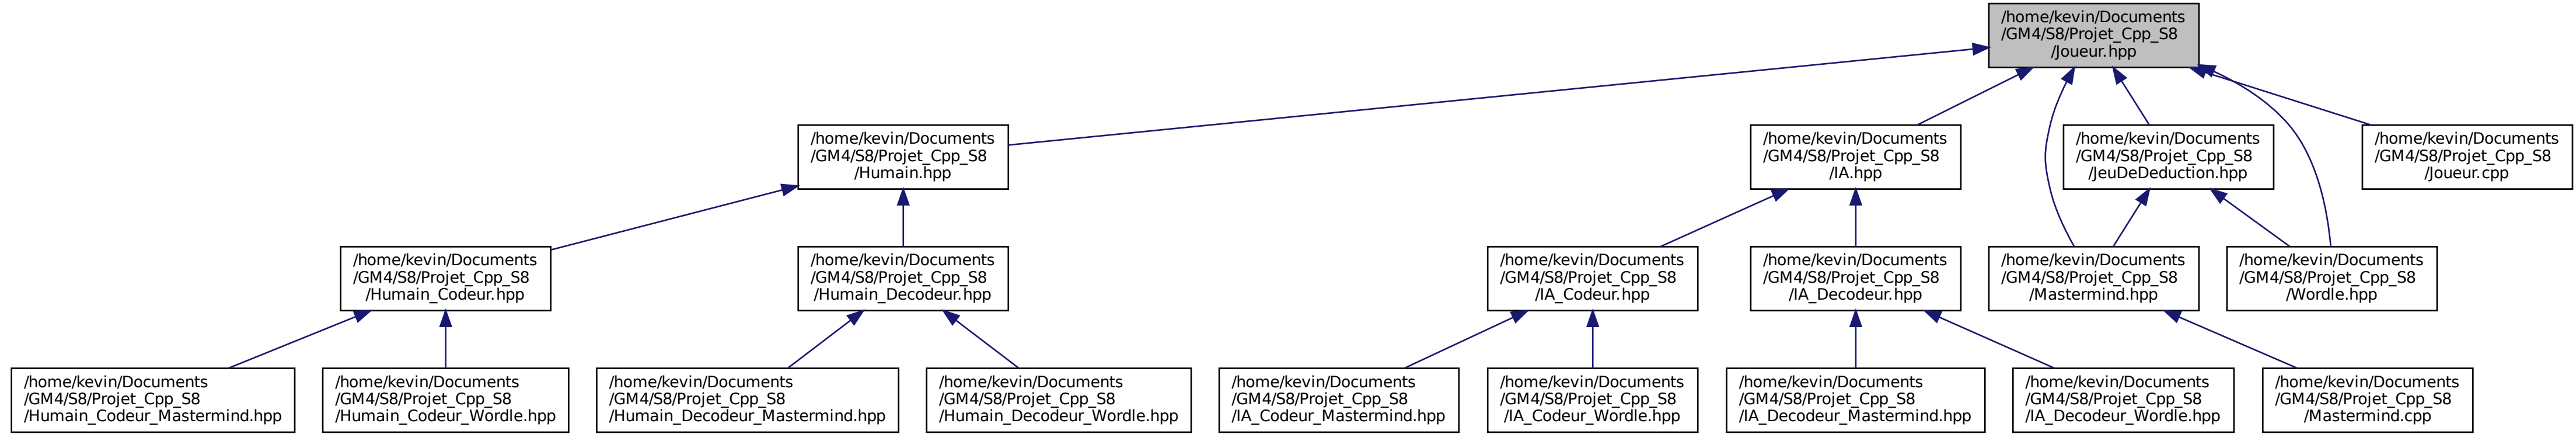 /home/kevin/Documents
/GM4/S8/Projet_Cpp_S8
/Joueur.hpp
/home/kevin/Documents
/GM4/S8/Projet_Cpp_S8
/Humain.hpp
/home/kevin/Documents
/GM4/S8/Projet_Cpp_S8
/IA.hpp
/home/kevin/Documents
/GM4/S8/Projet_Cpp_S8
/JeuDeDeduction.hpp
/home/kevin/Documents
/GM4/S8/Projet_Cpp_S8
/Joueur.cpp
/home/kevin/Documents
/GM4/S8/Projet_Cpp_S8
/Humain_Codeur.hpp
/home/kevin/Documents
/GM4/S8/Projet_Cpp_S8
/Humain_Decodeur.hpp
/home/kevin/Documents
/GM4/S8/Projet_Cpp_S8
/IA_Codeur.hpp
/home/kevin/Documents
/GM4/S8/Projet_Cpp_S8
/IA_Decodeur.hpp
/home/kevin/Documents
/GM4/S8/Projet_Cpp_S8
/Mastermind.hpp
/home/kevin/Documents
/GM4/S8/Projet_Cpp_S8
/Wordle.hpp
/home/kevin/Documents
/GM4/S8/Projet_Cpp_S8
/Humain_Codeur_Mastermind.hpp
/home/kevin/Documents
/GM4/S8/Projet_Cpp_S8
/Humain_Codeur_Wordle.hpp
/home/kevin/Documents
/GM4/S8/Projet_Cpp_S8
/Humain_Decodeur_Mastermind.hpp
/home/kevin/Documents
/GM4/S8/Projet_Cpp_S8
/Humain_Decodeur_Wordle.hpp
/home/kevin/Documents
/GM4/S8/Projet_Cpp_S8
/IA_Codeur_Mastermind.hpp
/home/kevin/Documents
/GM4/S8/Projet_Cpp_S8
/IA_Codeur_Wordle.hpp
/home/kevin/Documents
/GM4/S8/Projet_Cpp_S8
/IA_Decodeur_Mastermind.hpp
/home/kevin/Documents
/GM4/S8/Projet_Cpp_S8
/IA_Decodeur_Wordle.hpp
/home/kevin/Documents
/GM4/S8/Projet_Cpp_S8
/Mastermind.cpp